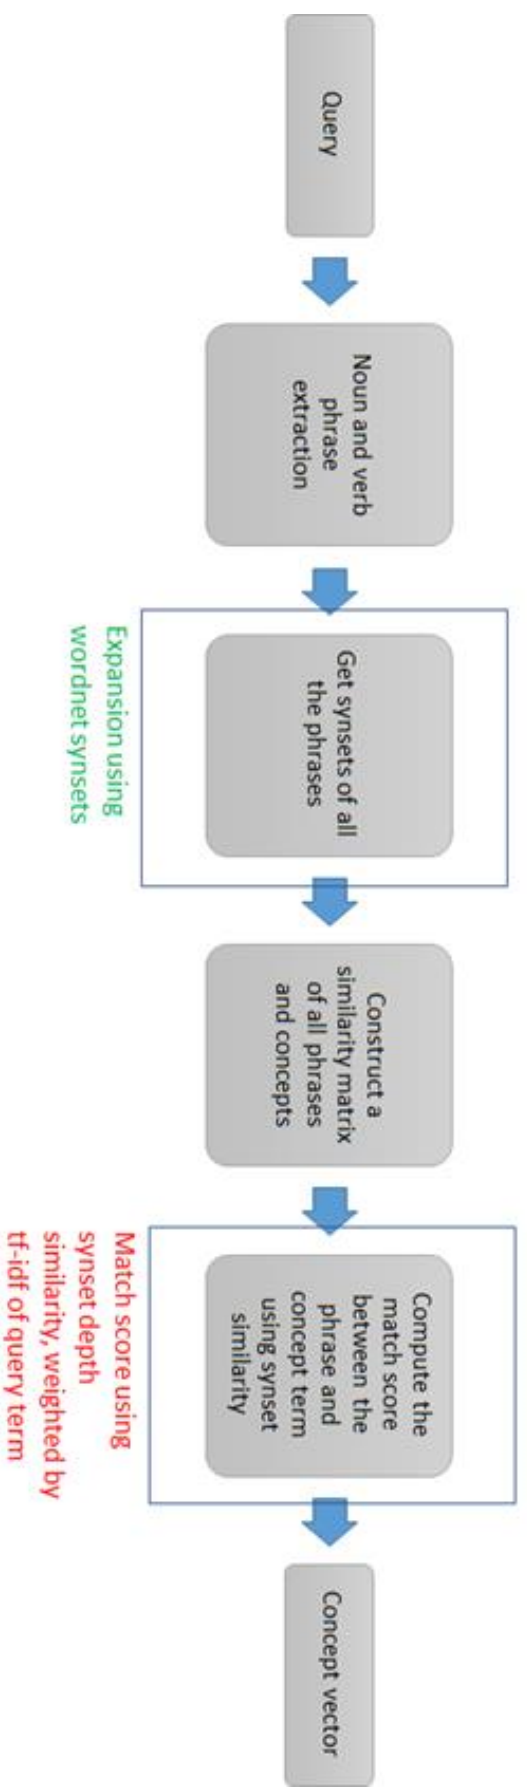 Query
Noun and verb
phrase
extraction
Get synsets of all
the phrases
Expansion using
wordnet synsets
Construct a
similarity matrix
of all phrases
and concepts
Compute the
match score
between the
phrase and
concept term
using synset
similarity
Match score using
synset depth
similarity, weighted by
tf-idf of query term
Concept vector